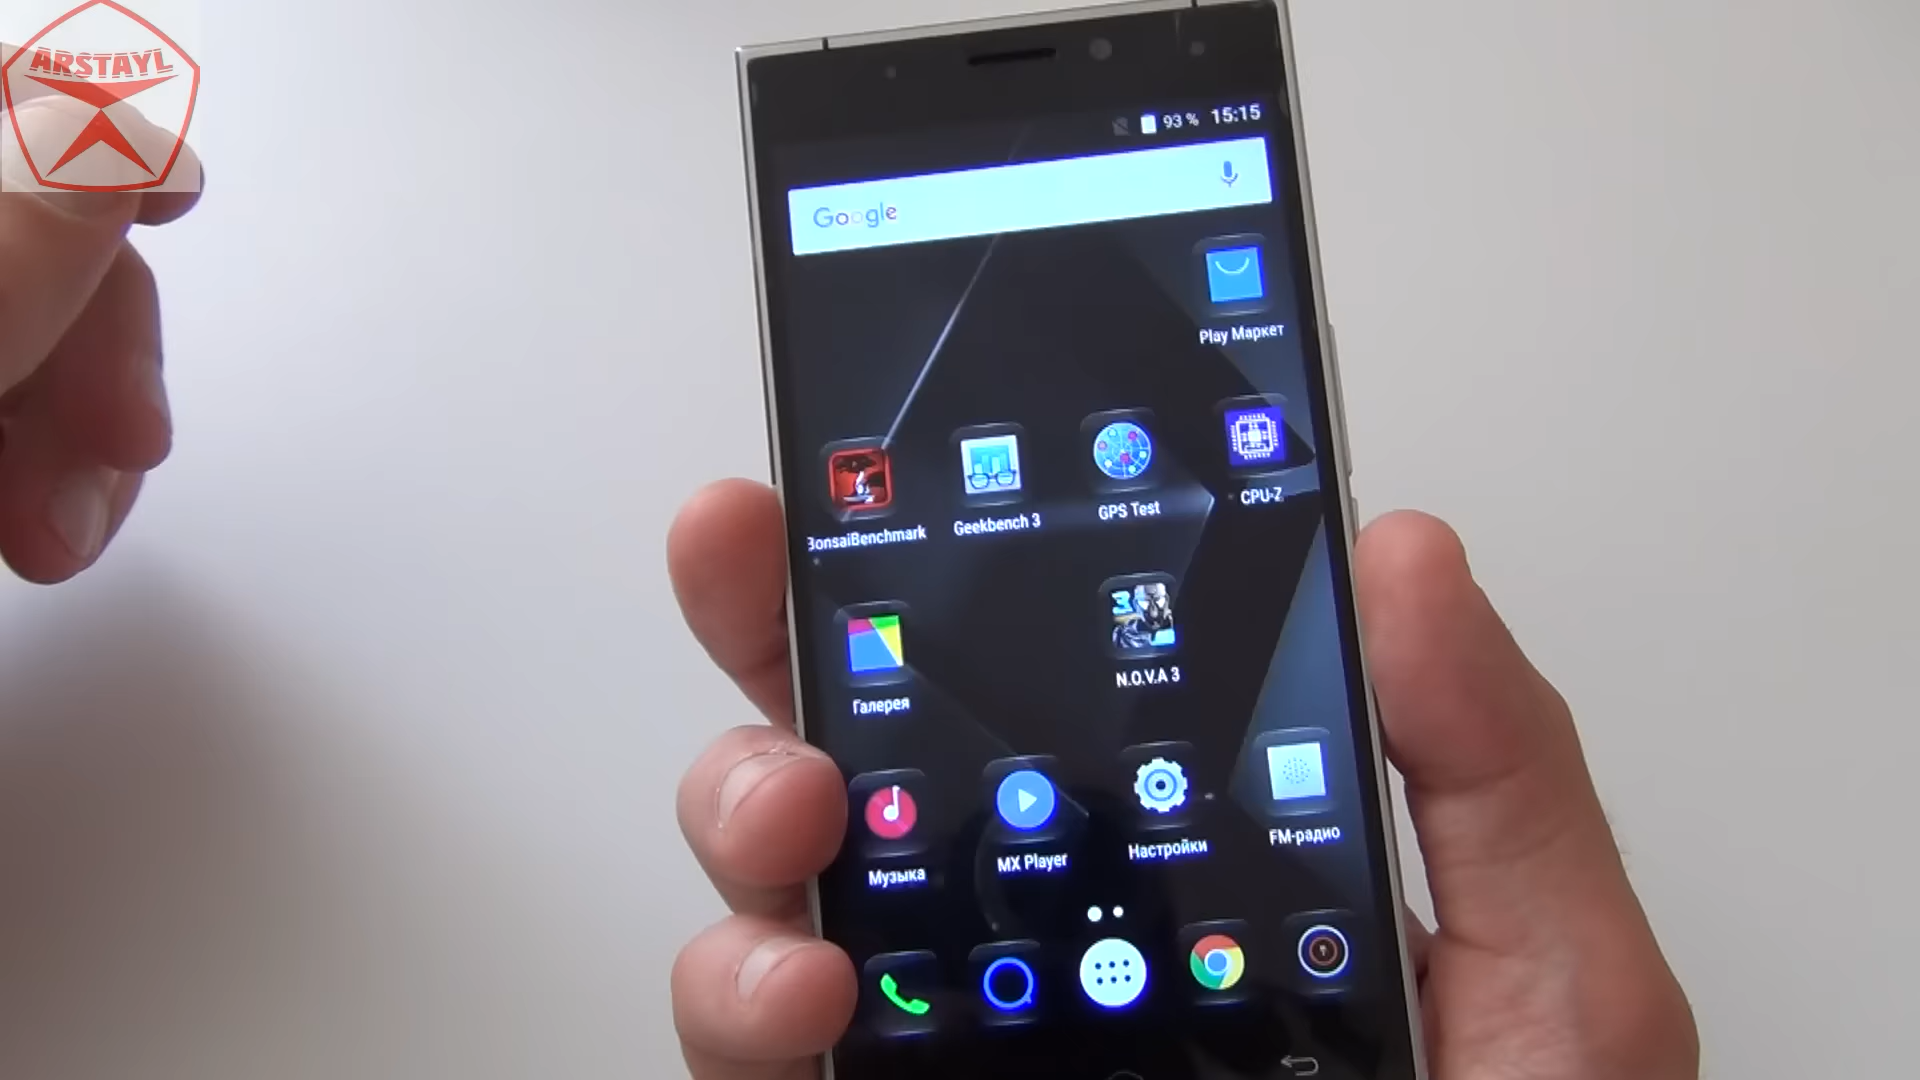 ARSTAYL
93 % 15:15
Google
Play Маркет
BonsaiBenchmark
Geekbench 3
GPS Test
CPU-Z
3
Галерея
N.O.V.A 3
Музыка
MX Player
Настройки
FM-радио